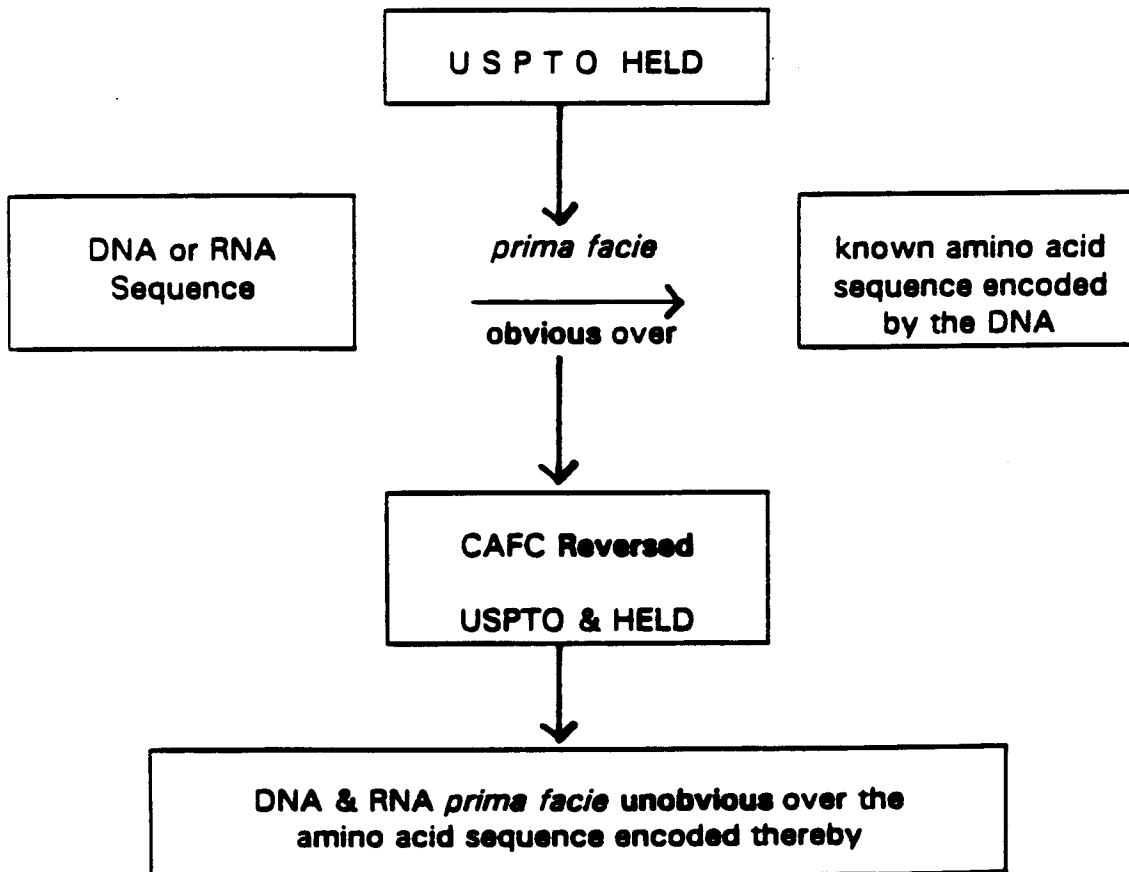 U S P T O HELD
DNA or RNA
Sequence
prima facie
obvious over
known amino acid
sequence encoded
by the DNA
CAFC Reversed
USPTO & HELD
DNA & RNA prima facie unobvious over the
amino acid sequence encoded thereby